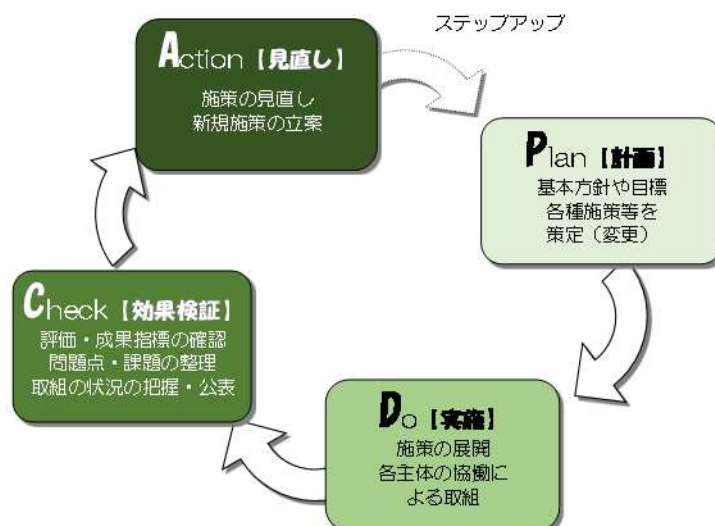 ステップアップ
Action【見直し】
施策の見直し
新規施策の立案
Plan【計画】
基本方針や目標
各種施策等を
策定（変更）
Do【実施】
施策の展開
各主体の協働に
よる取組
Check【効果検証】
評価・成果指標の確認
問題点・課題の整理
取組の状況の把握・公表